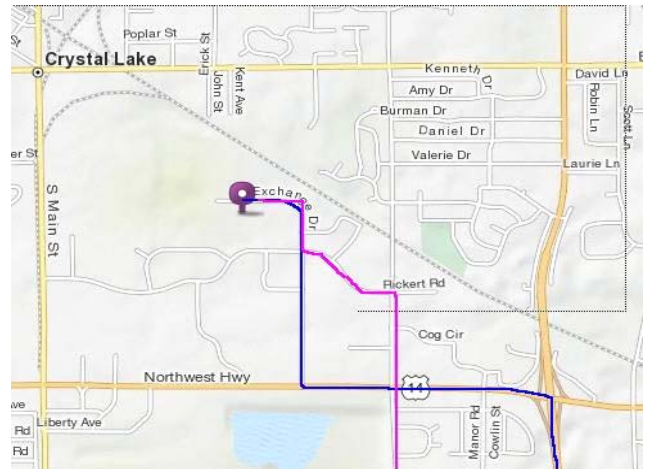 Poplar St
Crystal Lake
Erick St
John St
Kent Ave
Kenneth Dr
David Ln
Amy Dr
Robin Ln
Scott Ln
Burman Dr
Daniel Dr
Valerie Dr
Laurie Ln
er St
S Main St
Exchange Dr
Rickert Rd
Cog Cir
Northwest Hwy
14
Manor Rd
Cowlin St
ve
Liberty Ave
Rd
Rd